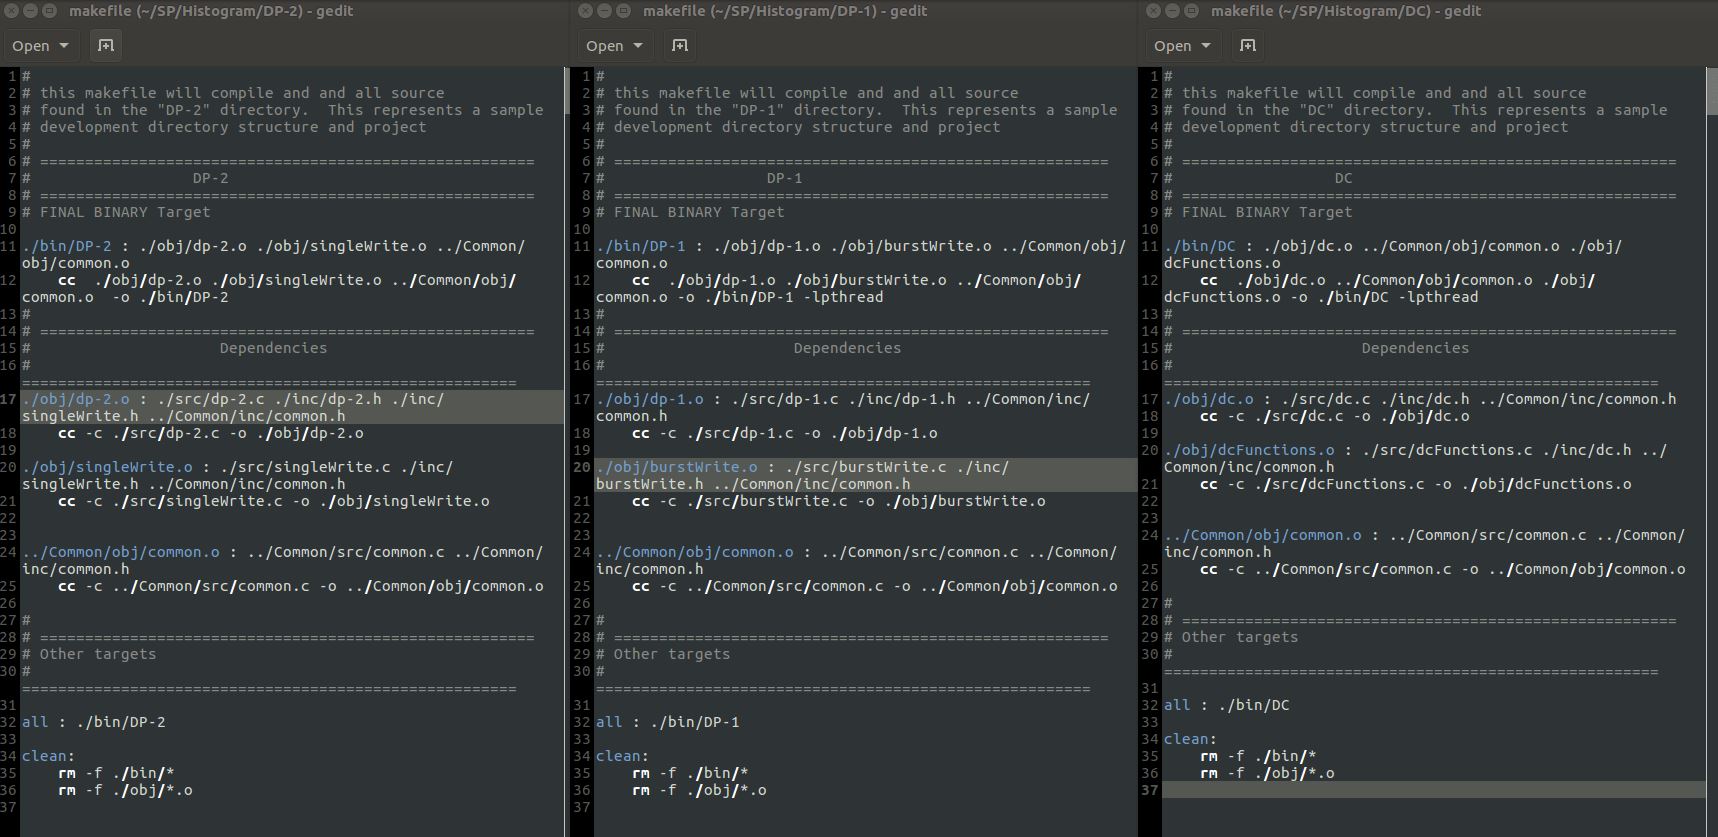 makefile (~/SP/Histogram/DP-2) - gedit
Open
1 #
2 # this makefile will compile and and all source
3 # found in the "DP-2" directory.  This represents a sample
4 # development directory structure and project
5 #
6 # =======================================================
7 #                  DP-2
8 # =======================================================
9 # FINAL BINARY Target
10
11 ./bin/DP-2 : ./obj/dp-2.o ./obj/singleWrite.o ../Common/
obj/common.o
12     cc  ./obj/dp-2.o ./obj/singleWrite.o ../Common/obj/
common.o  -o ./bin/DP-2
13 #
14 # =======================================================
15 #                     Dependencies
16 #
=======================================================
17 ./obj/dp-2.o : ./src/dp-2.c ./inc/dp-2.h ./inc/
singleWrite.h ../Common/inc/common.h
18     cc -c ./src/dp-2.c -o ./obj/dp-2.o
19
20 ./obj/singleWrite.o : ./src/singleWrite.c ./inc/
singleWrite.h ../Common/inc/common.h
21     cc -c ./src/singleWrite.c -o ./obj/singleWrite.o
22
23
24 ../Common/obj/common.o : ../Common/src/common.c ../Common/
inc/common.h
25     cc -c ../Common/src/common.c -o ../Common/obj/common.o
26
27 #
28 # =======================================================
29 # Other targets
30 #
=======================================================
31
32 all : ./bin/DP-2
33
34 clean:
35     rm -f ./bin/*
36     rm -f ./obj/*.o
37
makefile (~/SP/Histogram/DP-1) - gedit
Open
1 #
2 # this makefile will compile and and all source
3 # found in the "DP-1" directory.  This represents a sample
4 # development directory structure and project
5 #
6 # =======================================================
7 #                  DP-1
8 # =======================================================
9 # FINAL BINARY Target
10
11 ./bin/DP-1 : ./obj/dp-1.o ./obj/burstWrite.o ../Common/obj/
common.o
12     cc  ./obj/dp-1.o ./obj/burstWrite.o ../Common/obj/
common.o -o ./bin/DP-1 -lpthread
13 #
14 # =======================================================
15 #                     Dependencies
16 #
=======================================================
17 ./obj/dp-1.o : ./src/dp-1.c ./inc/dp-1.h ../Common/inc/
common.h
18     cc -c ./src/dp-1.c -o ./obj/dp-1.o
19
20 ./obj/burstWrite.o : ./src/burstWrite.c ./inc/
burstWrite.h ../Common/inc/common.h
21     cc -c ./src/burstWrite.c -o ./obj/burstWrite.o
22
23
24 ../Common/obj/common.o : ../Common/src/common.c ../Common/
inc/common.h
25     cc -c ../Common/src/common.c -o ../Common/obj/common.o
26
27 #
28 # =======================================================
29 # Other targets
30 #
=======================================================
31
32 all : ./bin/DP-1
33
34 clean:
35     rm -f ./bin/*
36     rm -f ./obj/*.o
37
makefile (~/SP/Histogram/DC) - gedit
Open
1 #
2 # this makefile will compile and and all source
3 # found in the "DC" directory.  This represents a sample
4 # development directory structure and project
5 #
6 # =======================================================
7 #                  DC
8 # =======================================================
9 # FINAL BINARY Target
10
11 ./bin/DC : ./obj/dc.o ../Common/obj/common.o ./obj/
dcFunctions.o
12     cc  ./obj/dc.o ../Common/obj/common.o ./obj/
dcFunctions.o -o ./bin/DC -lpthread
13 #
14 # =======================================================
15 #                     Dependencies
16 #
=======================================================
17 ./obj/dc.o : ./src/dc.c ./inc/dc.h ../Common/inc/common.h
18     cc -c ./src/dc.c -o ./obj/dc.o
19
20 ./obj/dcFunctions.o : ./src/dcFunctions.c ./inc/dc.h ../
Common/inc/common.h
21     cc -c ./src/dcFunctions.c -o ./obj/dcFunctions.o
22
23
24 ../Common/obj/common.o : ../Common/src/common.c ../Common/
inc/common.h
25     cc -c ../Common/src/common.c -o ../Common/obj/common.o
26
27 #
28 # =======================================================
29 # Other targets
30 #
=======================================================
31
32 all : ./bin/DC
33
34 clean:
35     rm -f ./bin/*
36     rm -f ./obj/*.o
37